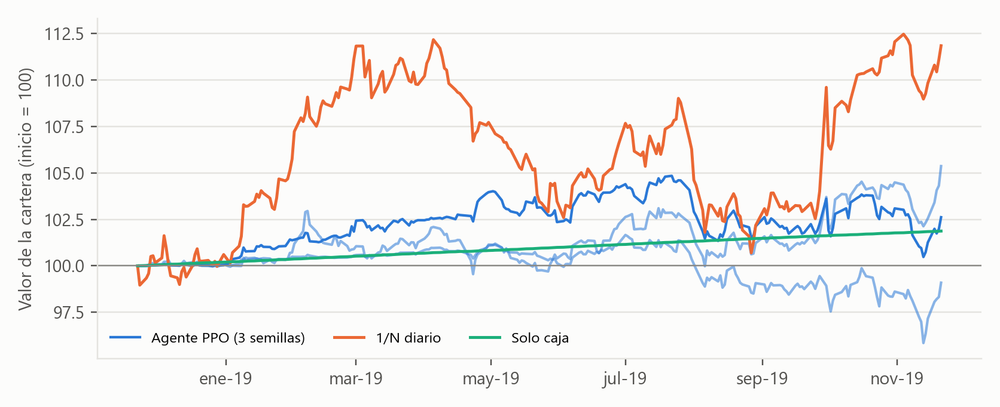 Valor de la cartera (inicio = 100)
112.5
110.0
107.5
105.0
102.5
100.0
97.5
Agente PPO (3 semillas)
1/N diario
Solo caja
ene-19
mar-19
may-19
jul-19
sep-19
nov-19